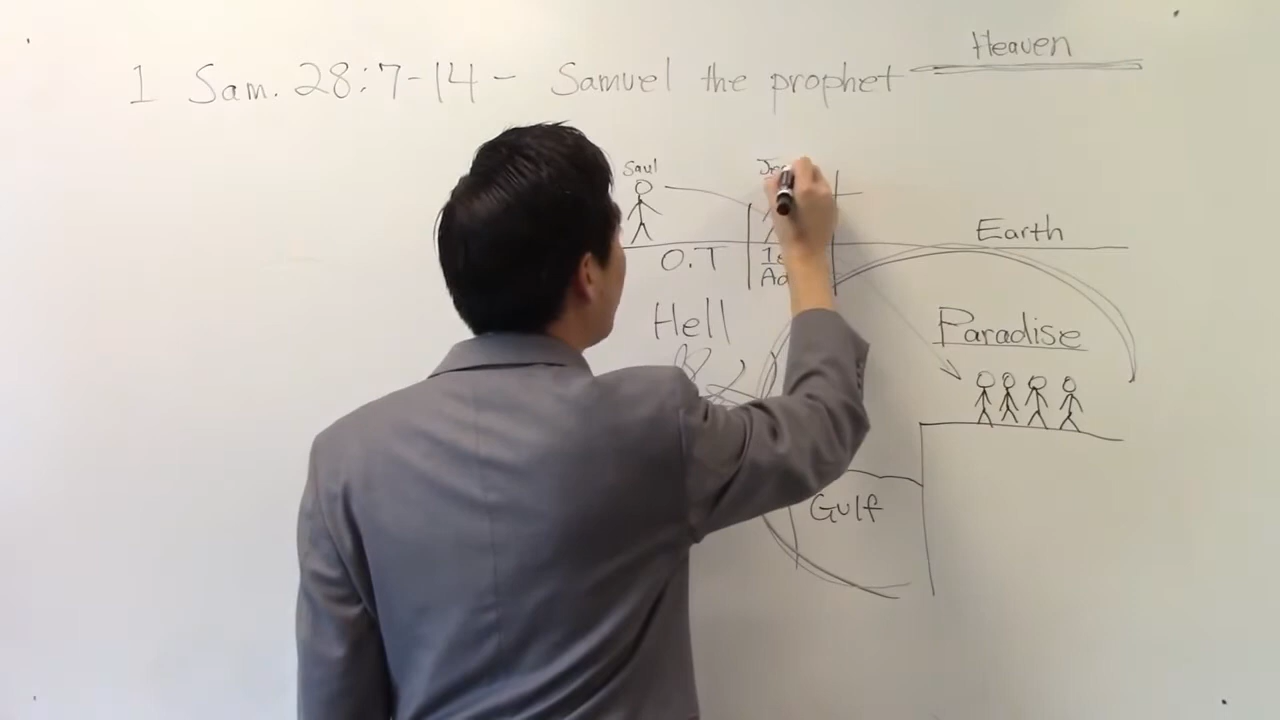 Heaven
1 Sam. 28:7-14 - Samuel the prophet
Saul
Earth
O.T
Hell
Paradise
Gulf